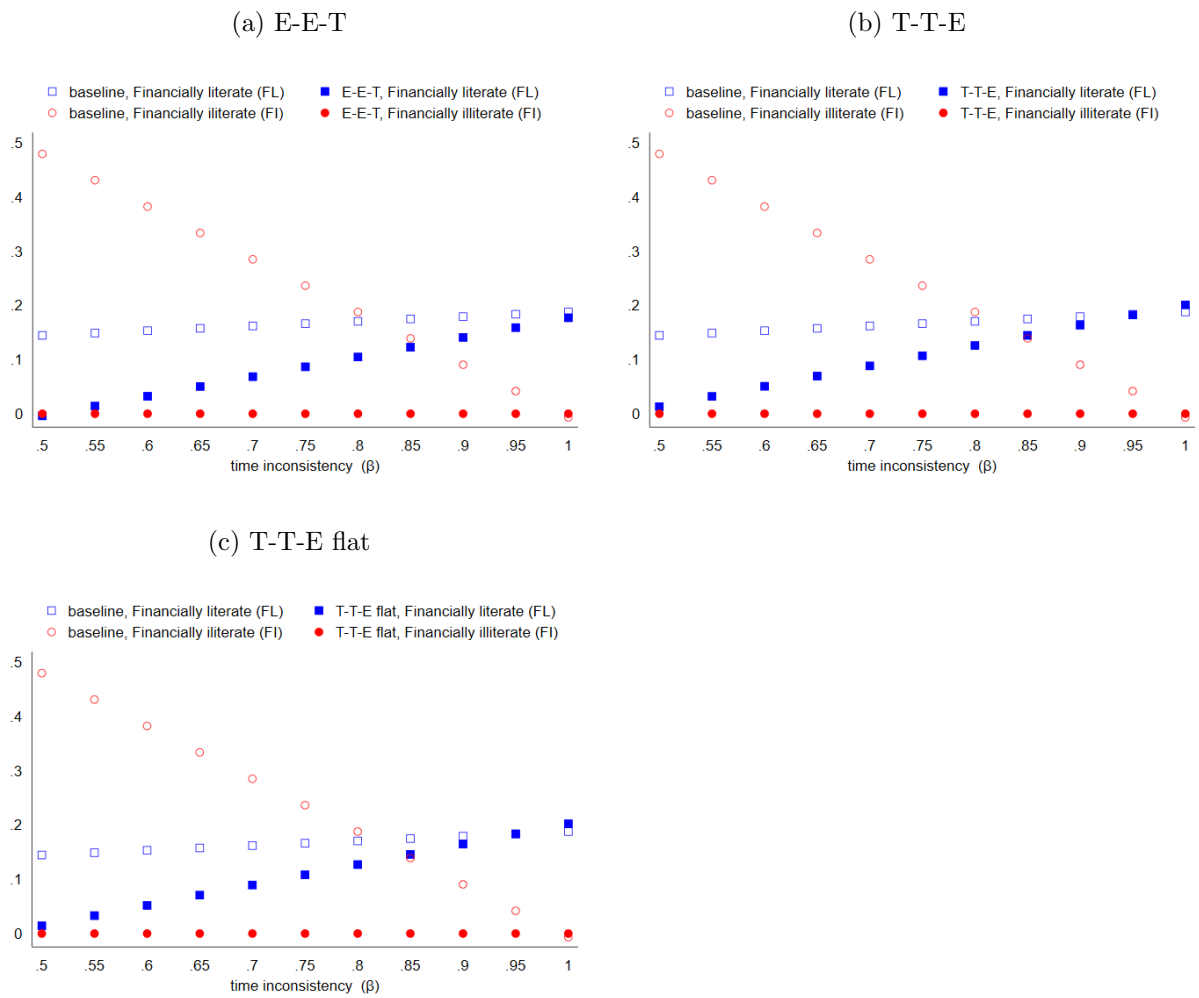 (a) E-E-T
baseline, Financially literate (FL) E-E-T, Financially literate (FL)
baseline, Financially iliterate (FI) E-E-T, Financially illiterate (FI)
.5
.4
.3
.2
.1
0
.5 .55 .6 .65 .7 .75 .8 .85 .9 .95 1
time inconsistency (β)
(b) T-T-E
baseline, Financially literate (FL) T-T-E, Financially literate (FL)
baseline, Financially iliterate (FI) T-T-E, Financially illiterate (FI)
.5
.4
.3
.2
.1
0
.5 .55 .6 .65 .7 .75 .8 .85 .9 .95 1
time inconsistency (β)
(c) T-T-E flat
baseline, Financially literate (FL) T-T-E flat, Financially literate (FL)
baseline, Financially iliterate (FI) T-T-E flat, Financially illiterate (FI)
.5
.4
.3
.2
.1
0
.5 .55 .6 .65 .7 .75 .8 .85 .9 .95 1
time inconsistency (β)